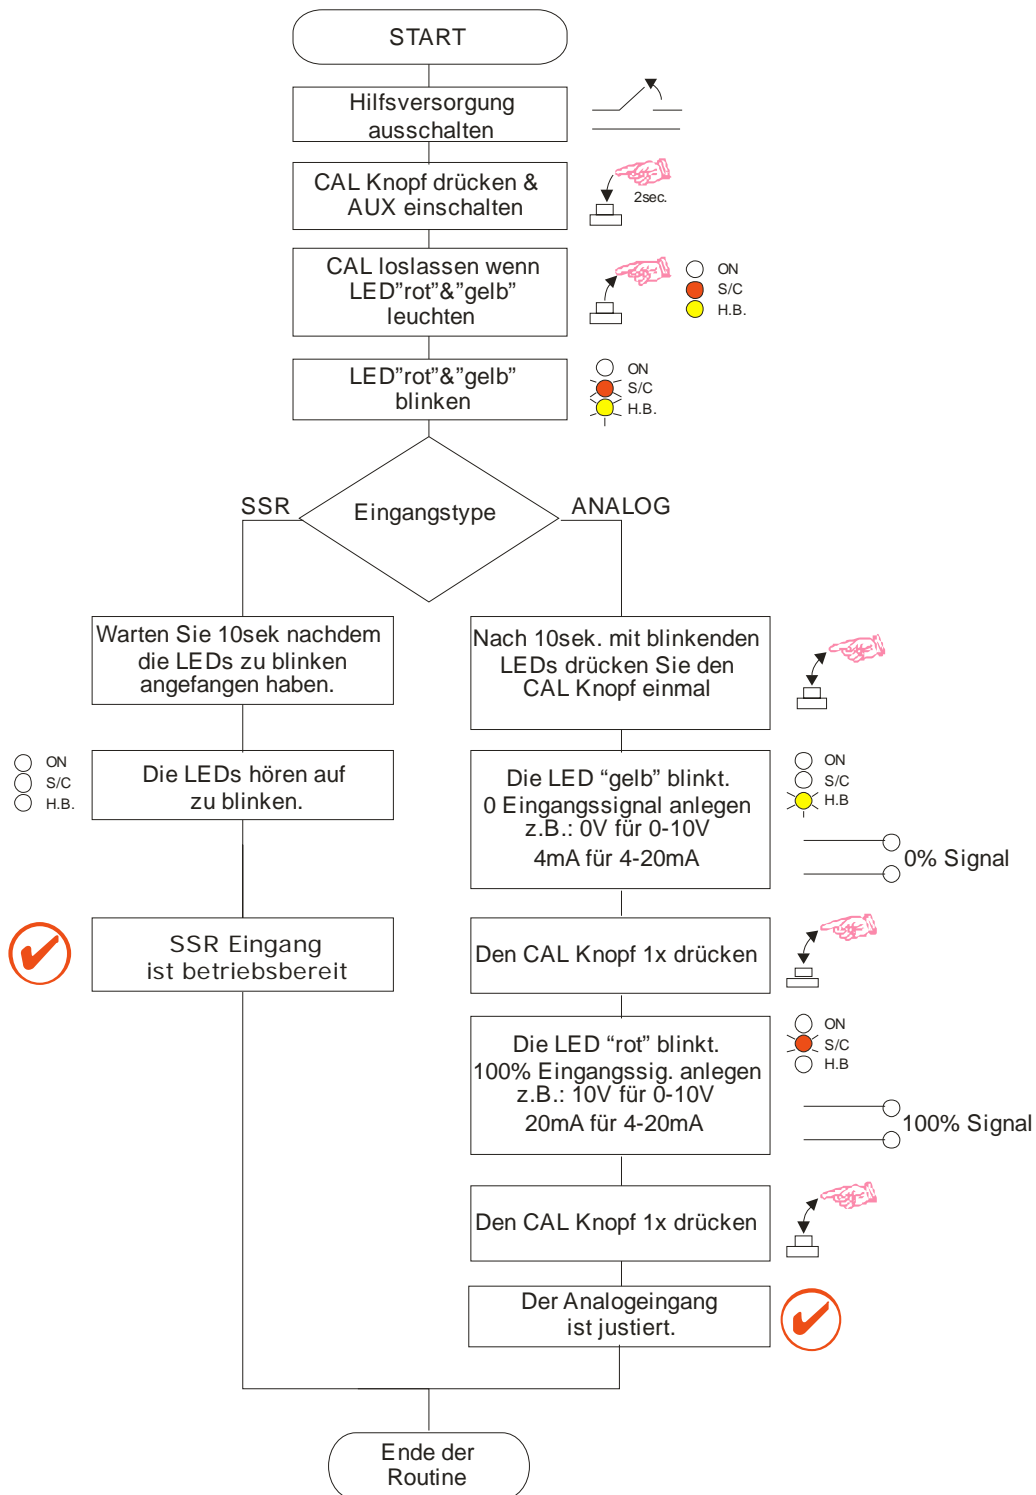 START
Hilfsversorgung
ausschalten
CAL Knopf drücken &
AUX einschalten
2sec.
CAL loslassen wenn
LED"rot"&"gelb"
leuchten
ON
S/C
H.B.
LED"rot"&"gelb"
blinken
ON
S/C
H.B.
SSR
Eingangstype
ANALOG
Warten Sie 10sek nachdem
die LEDs zu blinken
angefangen haben.
Nach 10sek. mit blinkenden
LEDs drücken Sie den
CAL Knopf einmal
ON
S/C
H.B.
Die LEDs hören auf
zu blinken.
Die LED “gelb” blinkt.
0 Eingangssignal anlegen
z.B.: 0V für 0-10V
4mA für 4-20mA
ON
S/C
H.B
0% Signal
SSR Eingang
ist betriebsbereit
Den CAL Knopf 1x drücken
Die LED “rot” blinkt.
100% Eingangssig. anlegen
z.B.: 10V für 0-10V
20mA für 4-20mA
ON
S/C
H.B
100% Signal
Den CAL Knopf 1x drücken
Der Analogeingang
ist justiert.
Ende der
Routine